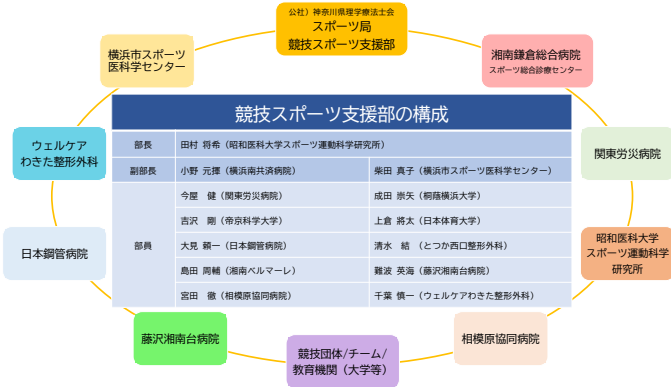 公社）神奈川県理学療法士会
スポーツ局
競技スポーツ支援部
横浜市スポーツ
医科学センター
湘南鎌倉総合病院
スポーツ総合診療センター
競技スポーツ支援部の構成
部長 田村 将希（昭和医科大学スポーツ運動科学研究所）
副部長 小野 元揮（横浜南共済病院） 柴田 真子（横浜市スポーツ医科学センター）
部員
今屋 健（関東労災病院） 成田 崇矢（桐蔭横浜大学）
吉沢 剛（帝京科学大学） 上倉 將太（日本体育大学）
大見 頼一（日本鋼管病院） 清水 結（とつか西口整形外科）
島田 周輔（湘南ベルマーレ） 難波 英海（藤沢湘南台病院）
宮田 徹（相模原協同病院） 千葉 慎一（ウェルケアわきた整形外科）
ウェルケア
わきた整形外科
関東労災病院
日本鋼管病院
昭和医科大学
スポーツ運動科学
研究所
藤沢湘南台病院
相模原協同病院
競技団体/チーム/
教育機関（大学等）